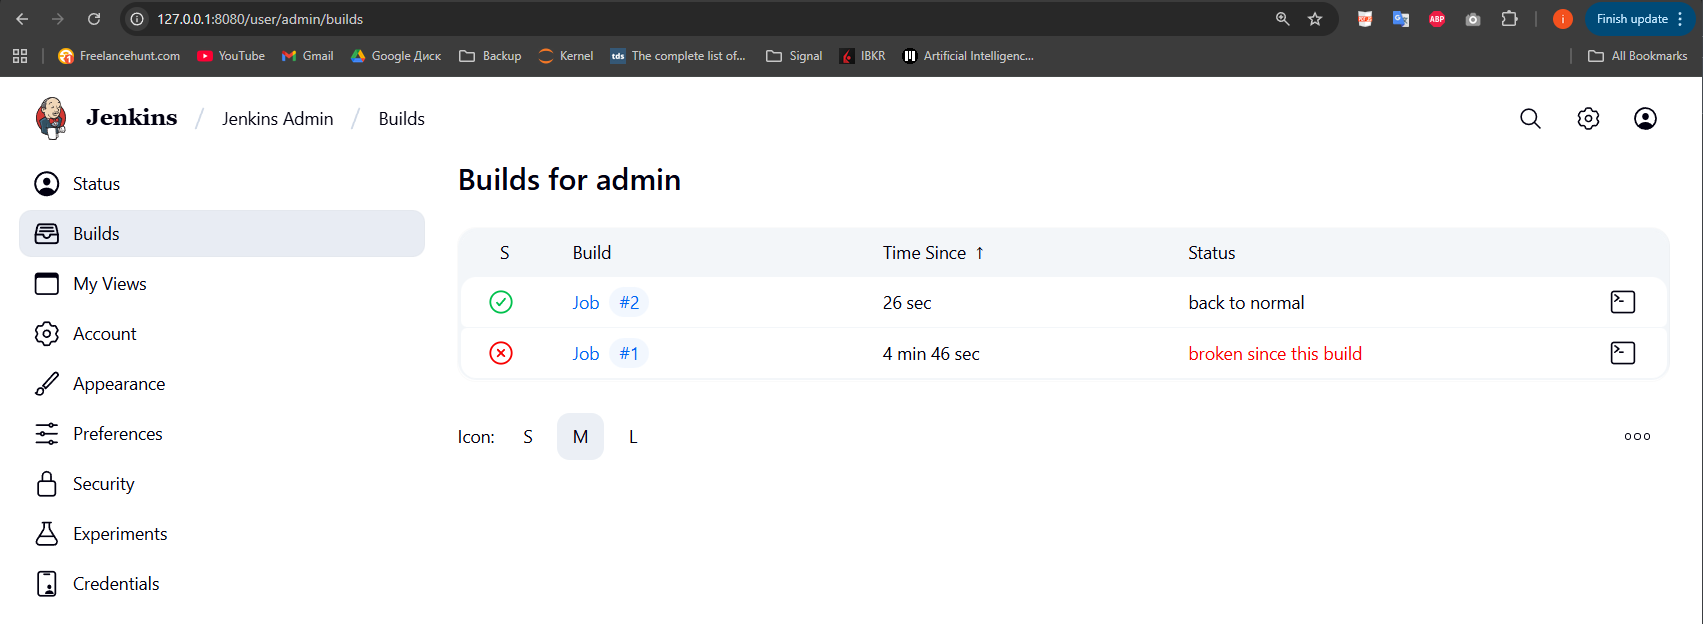 127.0.0.1:8080/user/admin/builds
Finish update
Freelancehunt.com YouTube Gmail Google Диск Backup Kernel The complete list of... Signal IBKR Artificial Intelligenc... All Bookmarks
Jenkins / Jenkins Admin / Builds
Status
Builds
My Views
Account
Appearance
Preferences
Security
Experiments
Credentials
Builds for admin
S Build Time Since ↑ Status
Job #2 26 sec back to normal
Job #1 4 min 46 sec broken since this build
Icon: S M L